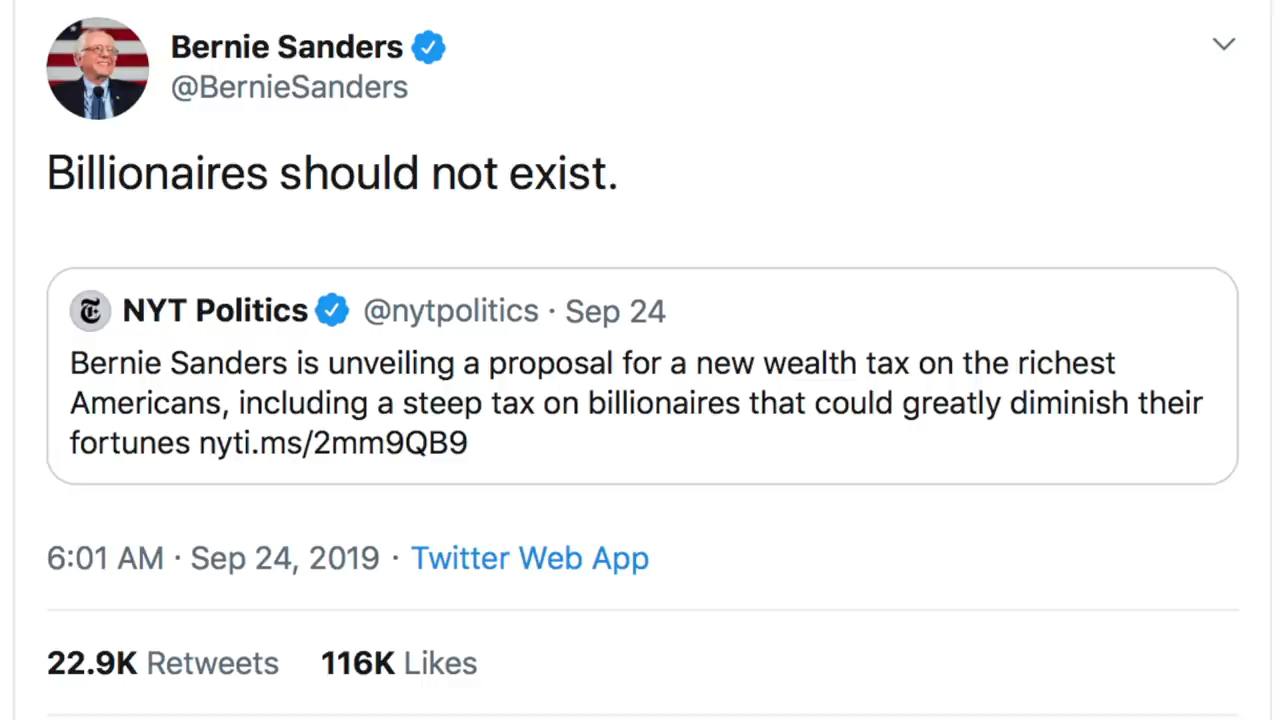 Bernie Sanders
@BernieSanders
Billionaires should not exist.
NYT Politics @nytpolitics · Sep 24
Bernie Sanders is unveiling a proposal for a new wealth tax on the richest
Americans, including a steep tax on billionaires that could greatly diminish their
fortunes nyti.ms/2mm9QB9
6:01 AM · Sep 24, 2019 · Twitter Web App
22.9K Retweets 116K Likes